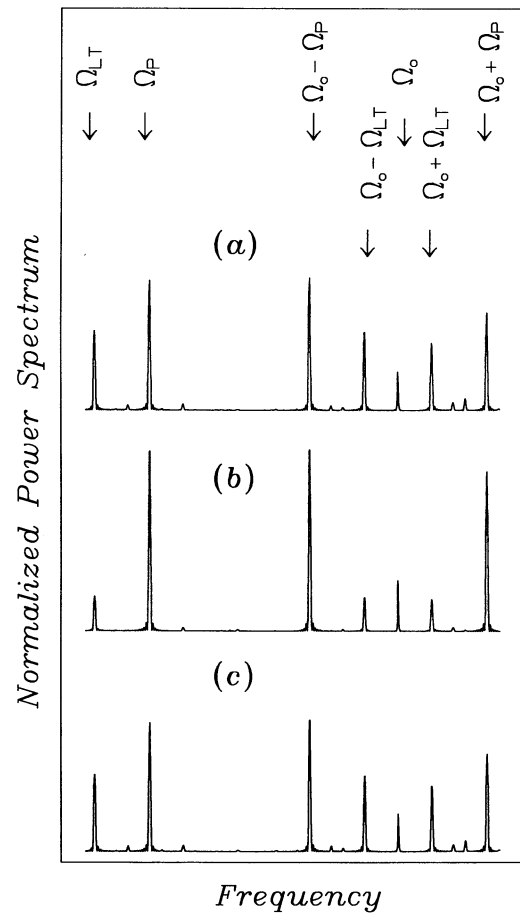 Ω_LT
Ω_P
Ω_o − Ω_P
Ω_o − Ω_LT
Ω_o
Ω_o + Ω_LT
Ω_o + Ω_P
(a)
(b)
(c)
Normalized Power Spectrum
Frequency